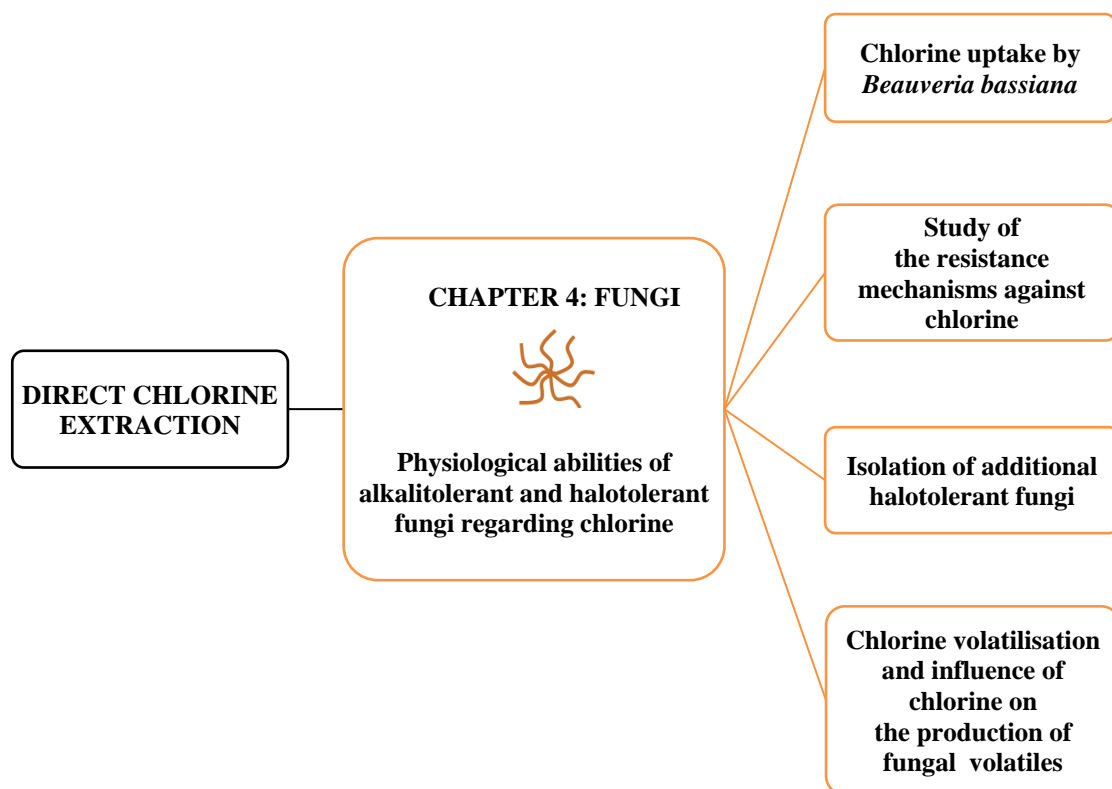 DIRECT CHLORINE
EXTRACTION
CHAPTER 4: FUNGI
Physiological abilities of
alkalitolerant and halotolerant
fungi regarding chlorine
Chlorine uptake by
Beauveria bassiana
Study of
the resistance
mechanisms against
chlorine
Isolation of additional
halotolerant fungi
Chlorine volatilisation
and influence of
chlorine on
the production of
fungal volatiles